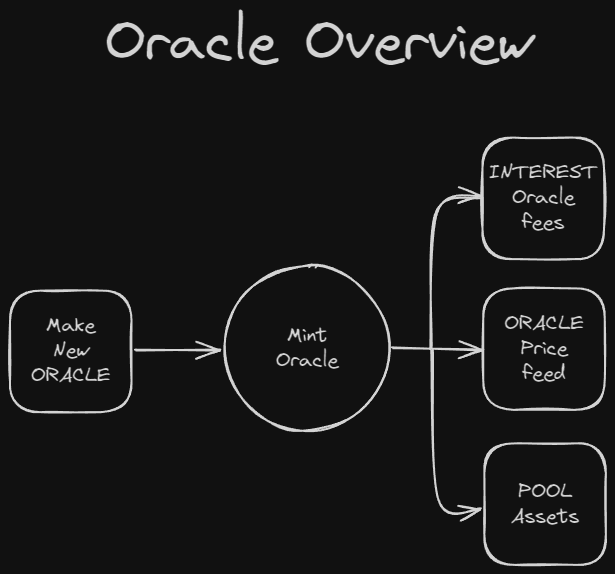 Oracle Overview
INTEREST
Oracle
fees
Make
New
ORACLE
Mint
Oracle
ORACLE
Price
feed
POOL
Assets